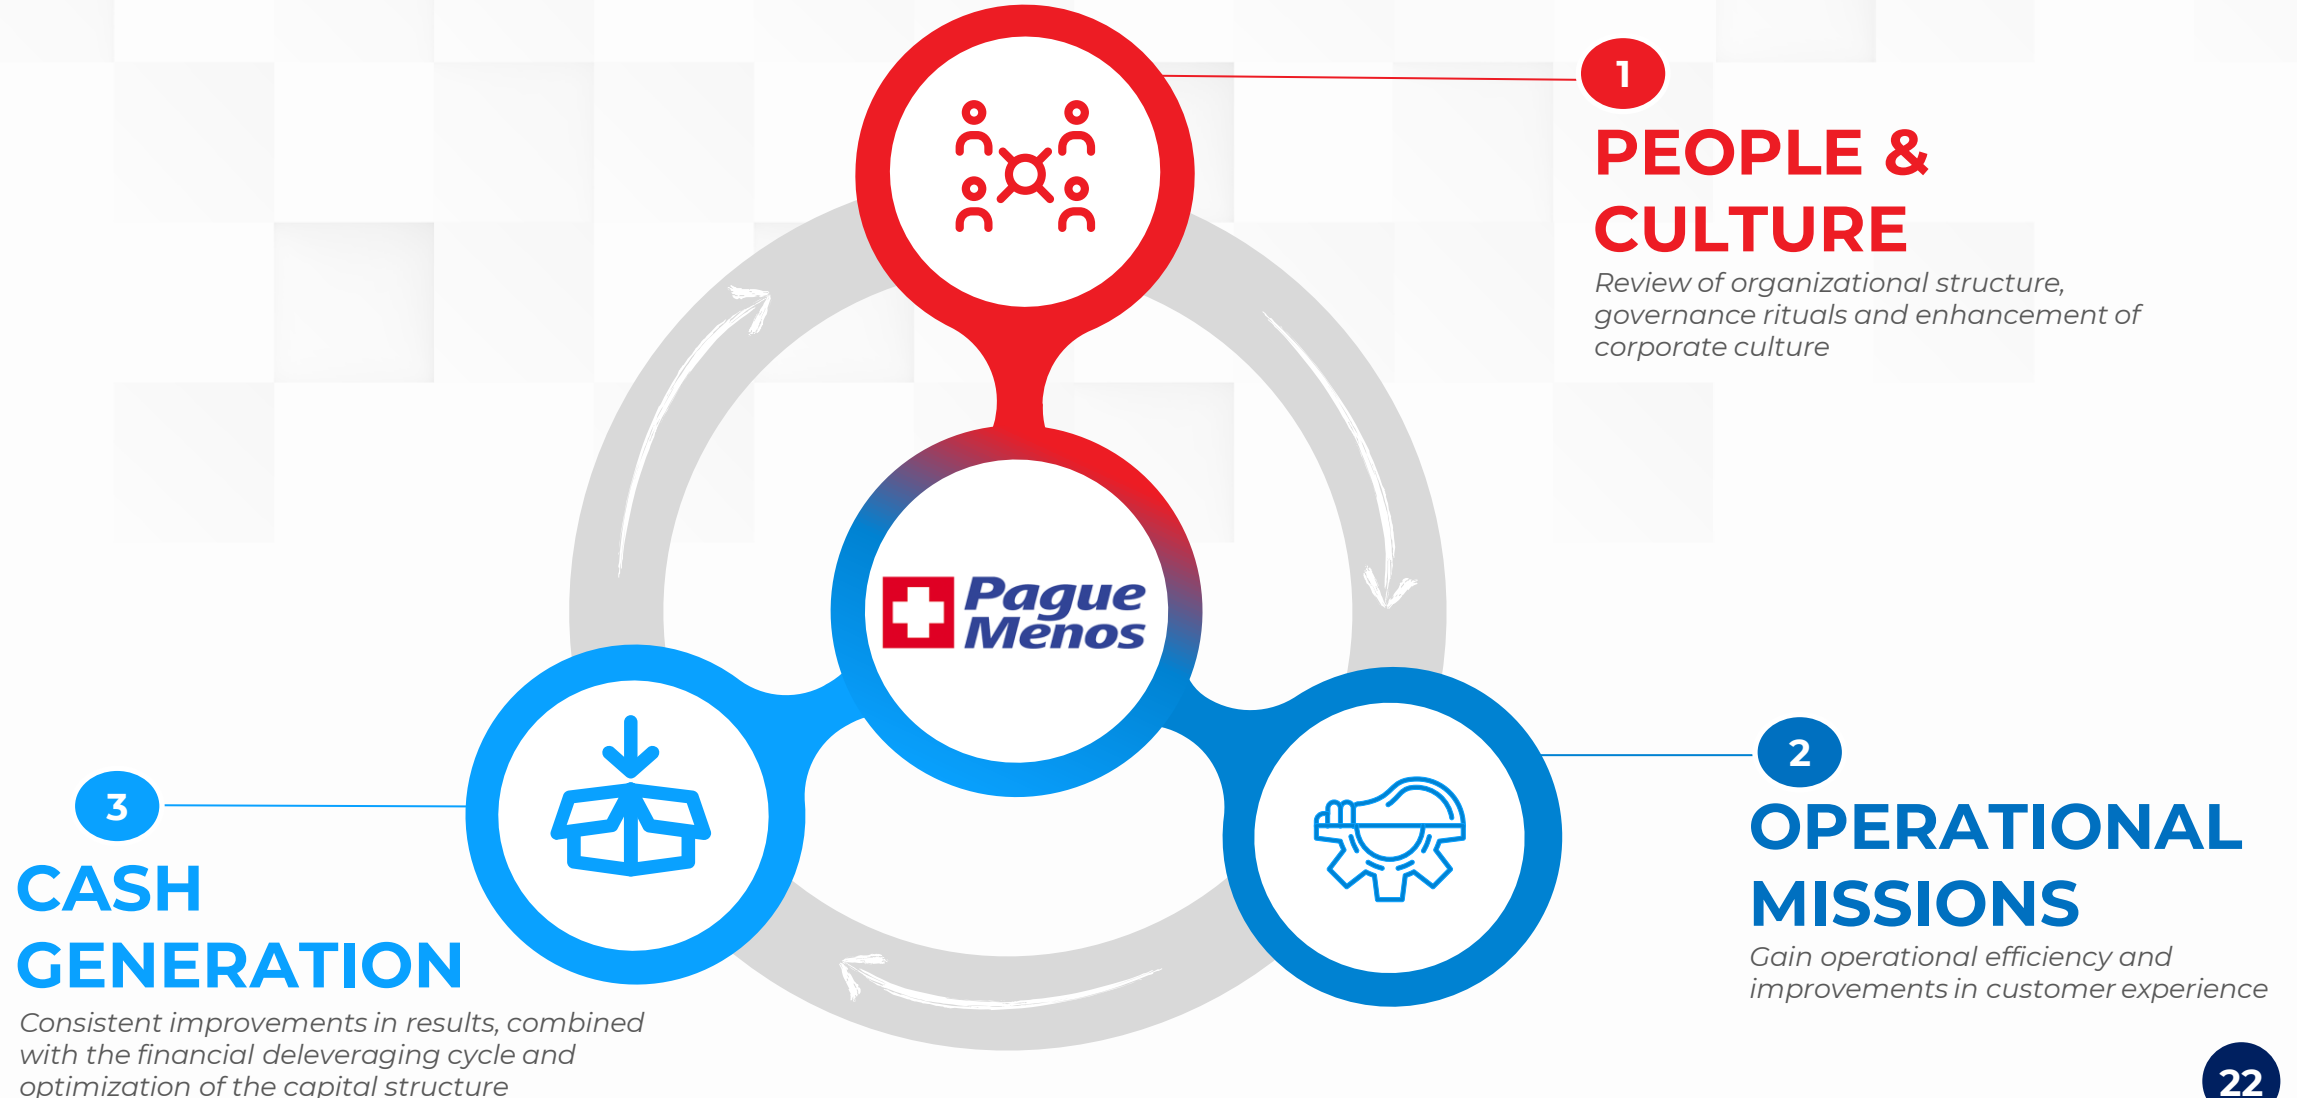 1
PEOPLE &
CULTURE
Review of organizational structure,
governance rituals and enhancement of
corporate culture
Pague
Menos
2
OPERATIONAL
MISSIONS
Gain operational efficiency and
improvements in customer experience
3
CASH
GENERATION
Consistent improvements in results, combined
with the financial deleveraging cycle and
optimization of the capital structure
22